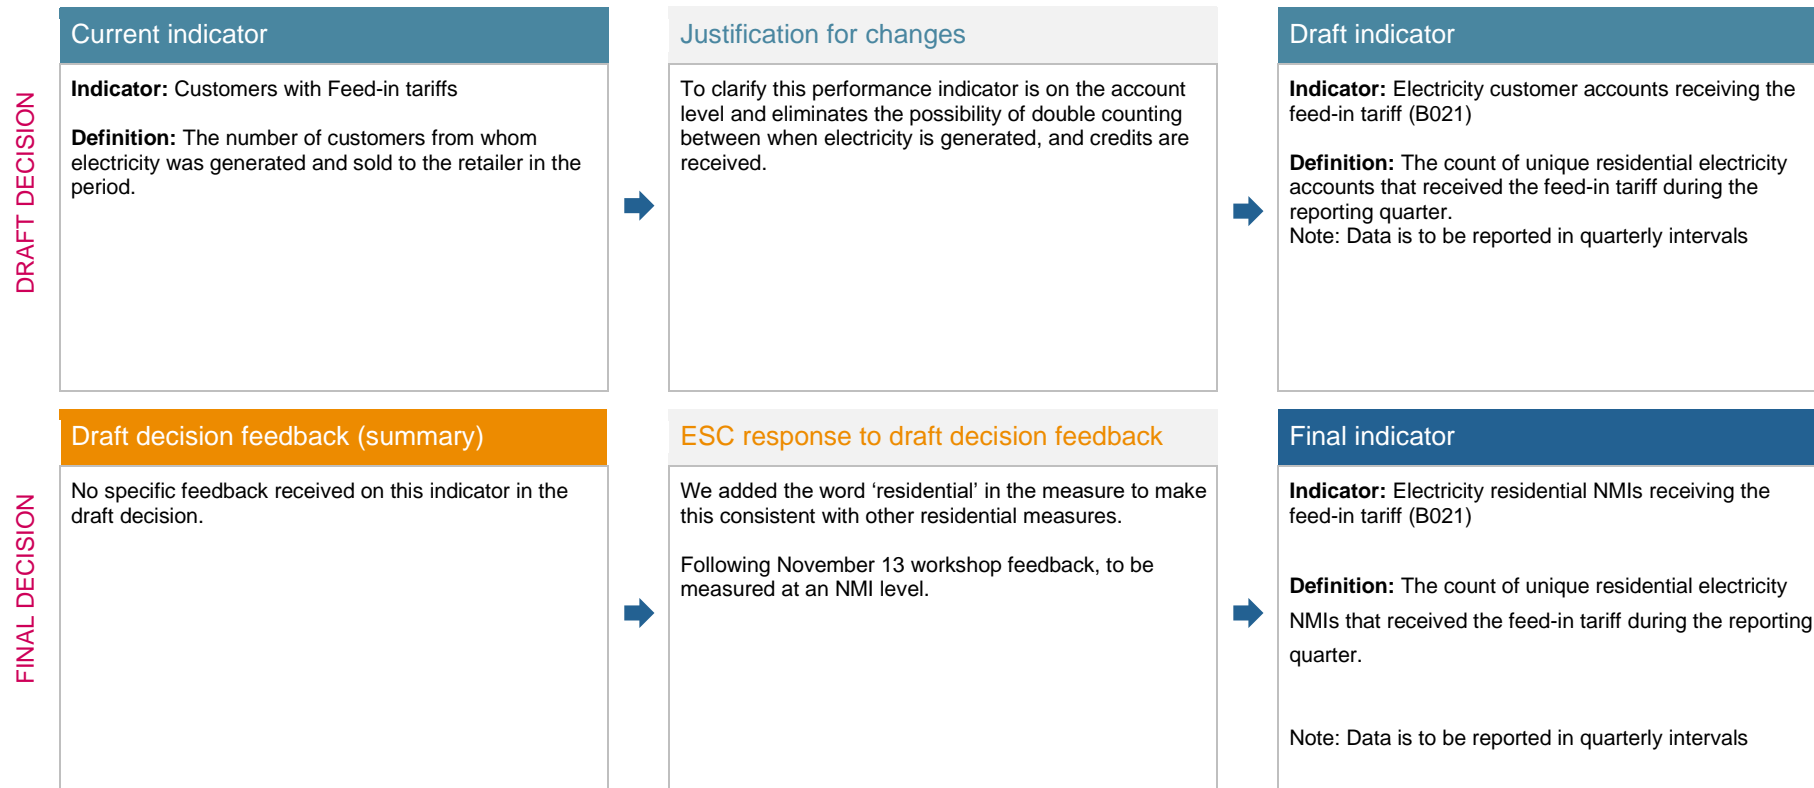 DRAFT DECISION
Current indicator
Indicator: Customers with Feed-in tariffs
Definition: The number of customers from whom
electricity was generated and sold to the retailer in the
period.
Justification for changes
To clarify this performance indicator is on the account
level and eliminates the possibility of double counting
between when electricity is generated, and credits are
received.
Draft indicator
Indicator: Electricity customer accounts receiving the
feed-in tariff (B021)
Definition: The count of unique residential electricity
accounts that received the feed-in tariff during the
reporting quarter.
Note: Data is to be reported in quarterly intervals
FINAL DECISION
Draft decision feedback (summary)
No specific feedback received on this indicator in the
draft decision.
ESC response to draft decision feedback
We added the word ‘residential’ in the measure to make
this consistent with other residential measures.
Following November 13 workshop feedback, to be
measured at an NMI level.
Final indicator
Indicator: Electricity residential NMIs receiving the
feed-in tariff (B021)
Definition: The count of unique residential electricity
NMIs that received the feed-in tariff during the reporting
quarter.
Note: Data is to be reported in quarterly intervals